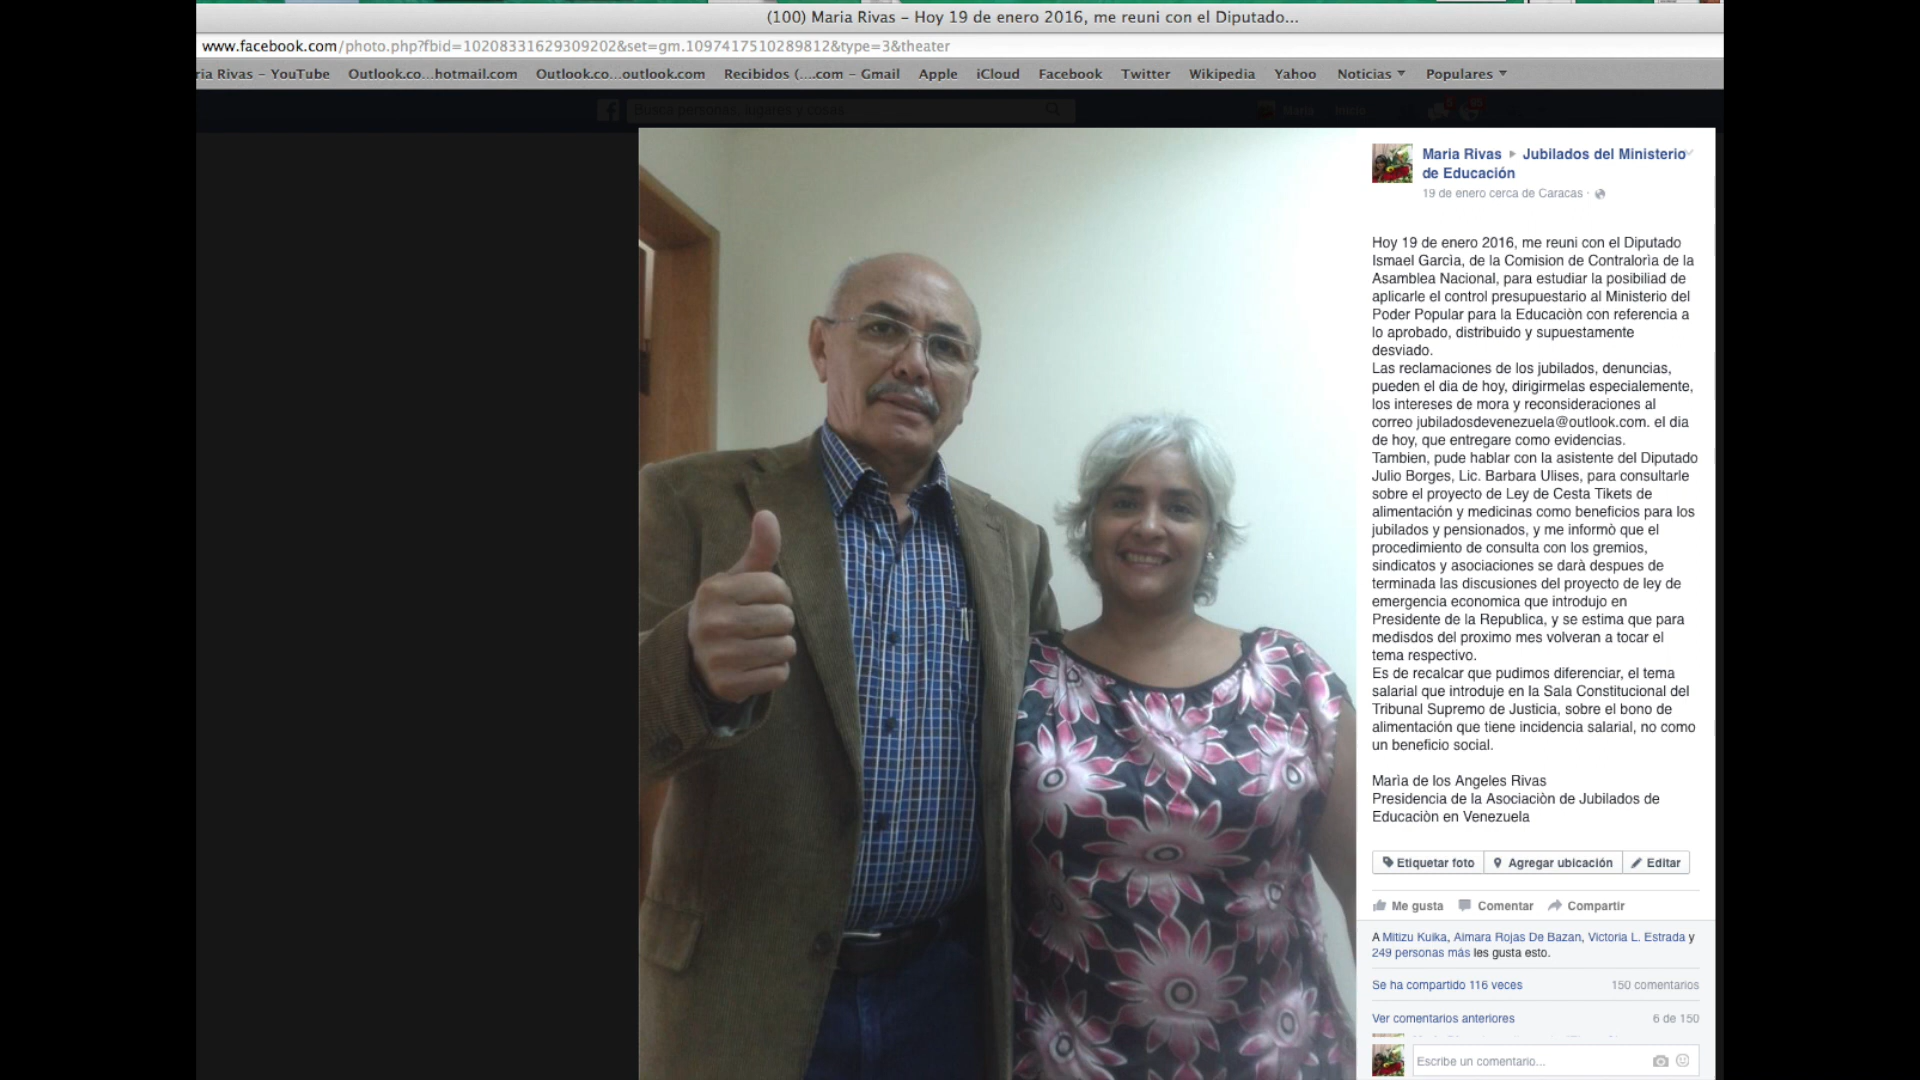 (100) Maria Rivas – Hoy 19 de enero 2016, me reuni con el Diputado...
www.facebook.com/photo.php?fbid=10208331629309202&set=gm.1097417510289812&type=3&theater
ria Rivas – YouTube Outlook.co...hotmail.com Outlook.co...outlook.com Recibidos (....com – Gmail Apple iCloud Facebook Twitter Wikipedia Yahoo Noticias Populares
Busca personas, lugares y cosas
Maria Inicio
Maria Rivas ▸ Jubilados del Ministerio
de Educación
19 de enero cerca de Caracas ·
Hoy 19 de enero 2016, me reuni con el Diputado
Ismael Garcìa, de la Comision de Contralorìa de la
Asamblea Nacional, para estudiar la posibiliad de
aplicarle el control presupuestario al Ministerio del
Poder Popular para la Educaciòn con referencia a
lo aprobado, distribuido y supuestamente
desviado.
Las reclamaciones de los jubilados, denuncias,
pueden el dia de hoy, dirigirmelas especialemente,
los intereses de mora y reconsideraciones al
correo jubiladosdevenezuela@outlook.com. el dia
de hoy, que entregare como evidencias.
Tambien, pude hablar con la asistente del Diputado
Julio Borges, Lic. Barbara Ulises, para consultarle
sobre el proyecto de Ley de Cesta Tikets de
alimentación y medicinas como beneficios para los
jubilados y pensionados, y me informò que el
procedimiento de consulta con los gremios,
sindicatos y asociaciones se darà despues de
terminada las discusiones del proyecto de ley de
emergencia economica que introdujo en
Presidente de la Republica, y se estima que para
medisdos del proximo mes volveran a tocar el
tema respectivo.
Es de recalcar que pudimos diferenciar, el tema
salarial que introduje en la Sala Constitucional del
Tribunal Supremo de Justicia, sobre el bono de
alimentación que tiene incidencia salarial, no como
un beneficio social.
Marìa de los Angeles Rivas
Presidencia de la Asociaciòn de Jubilados de
Educaciòn en Venezuela
Etiquetar foto Agregar ubicación Editar
Me gusta Comentar Compartir
A Mitizu Kuika, Aimara Rojas De Bazan, Victoria L. Estrada y
249 personas más les gusta esto.
Se ha compartido 116 veces 150 comentarios
Ver comentarios anteriores 6 de 150
Escribe un comentario...